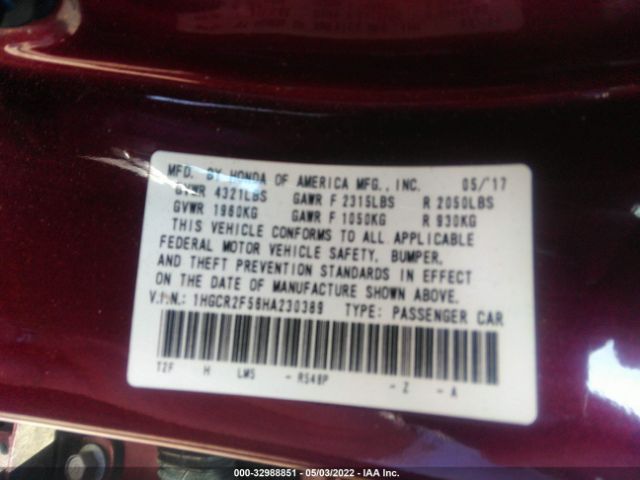 MFD. BY HONDA OF AMERICA MFG., INC. 05/'17
GVWR 4321LBS GAWR F 2315LBS R 2050LBS
GVWR 1960KG GAWR F 1050KG R 930KG
THIS VEHICLE CONFORMS TO ALL APPLICABLE
FEDERAL MOTOR VEHICLE SAFETY, BUMPER,
AND THEFT PREVENTION STANDARDS IN EFFECT
ON THE DATE OF MANUFACTURE SHOWN ABOVE.
V.I.N.: 1HGCR2F56HA230389 TYPE: PASSENGER CAR
T2F H LMS - R548P - Z - A
000-32988851 - 05/03/2022 - IAA Inc.